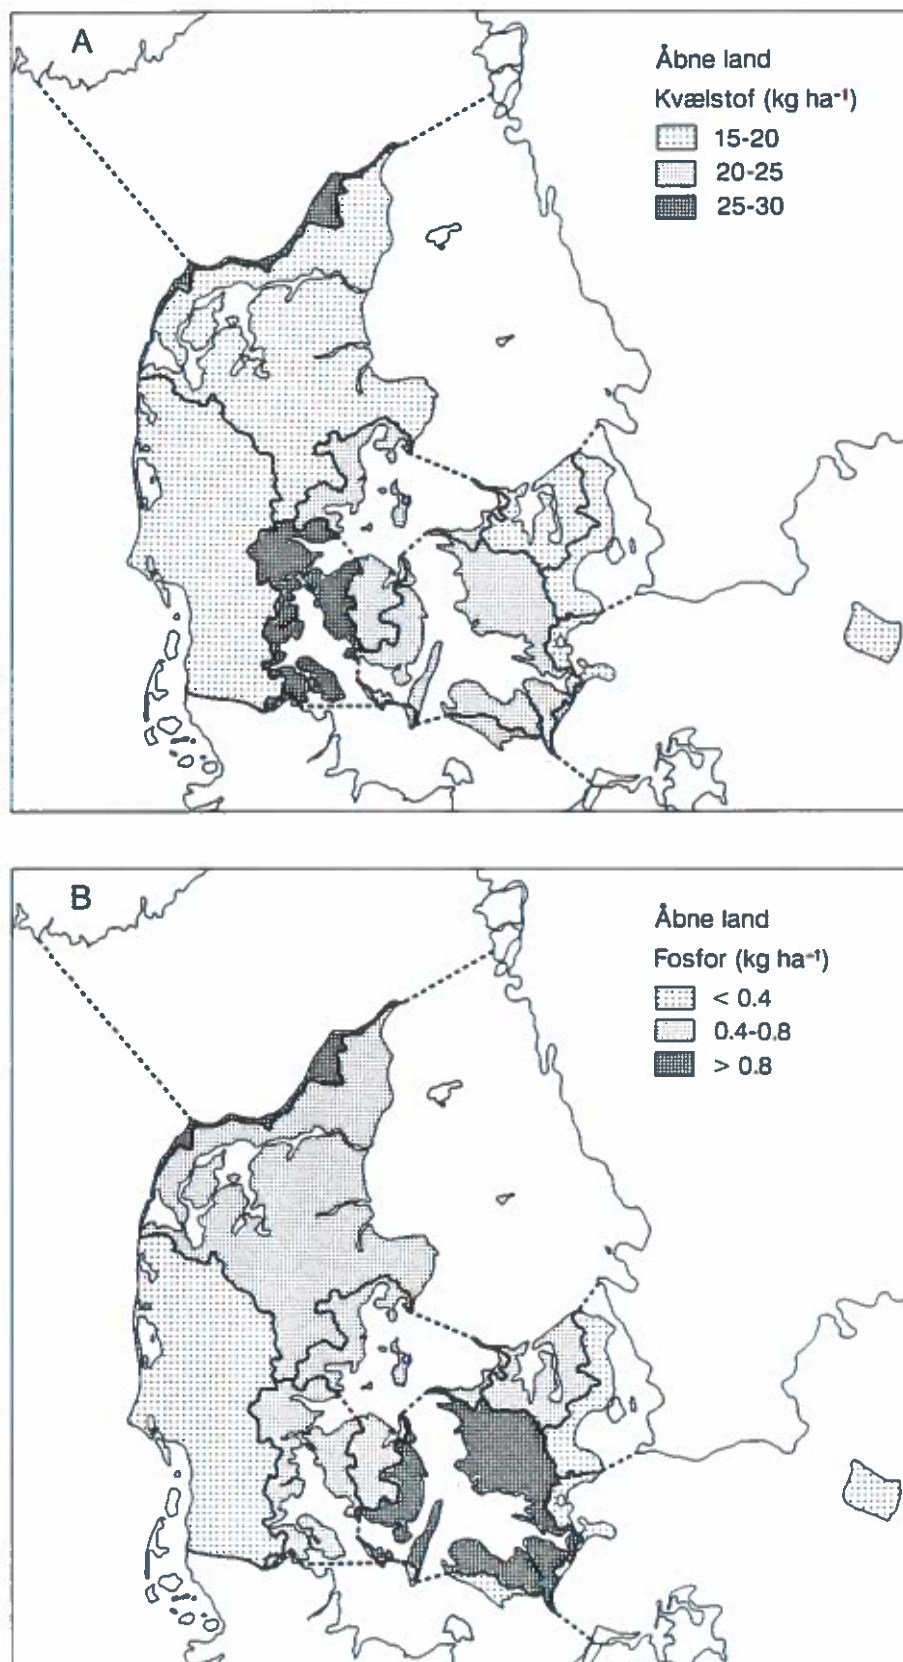 A
Åbne land
Kvælstof (kg ha⁻¹)
15-20
20-25
25-30
B
Åbne land
Fosfor (kg ha⁻¹)
< 0.4
0.4-0.8
> 0.8